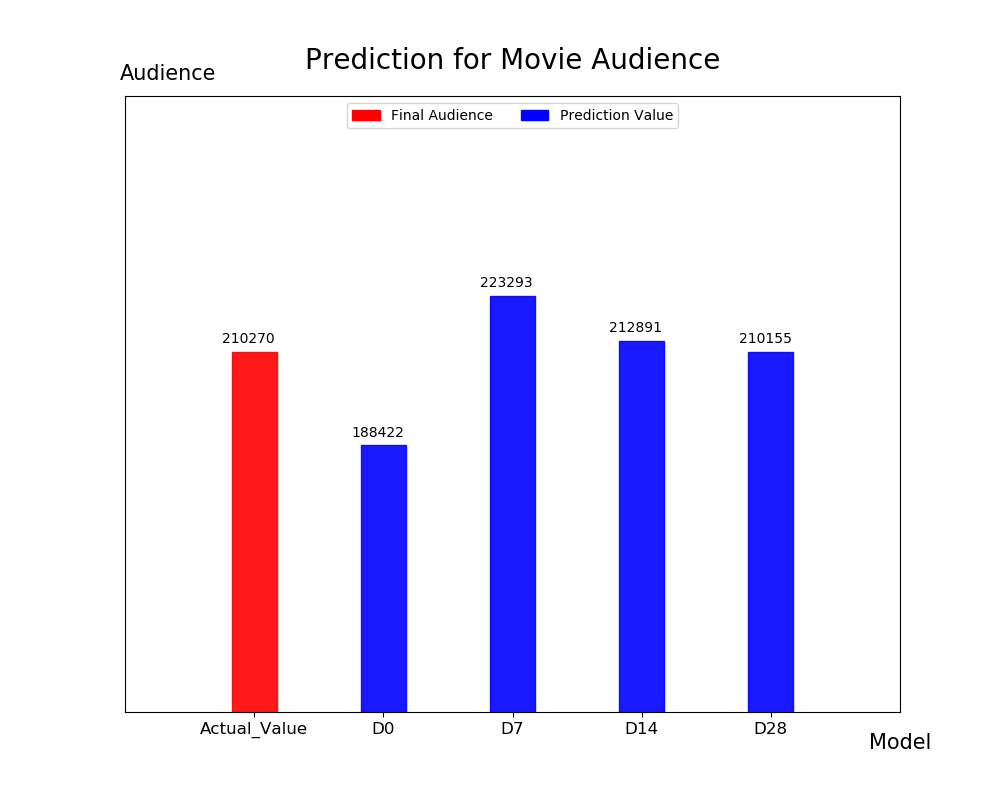 Prediction for Movie Audience
Audience
Final Audience Prediction Value
223293
212891
210270
210155
188422
Actual_Value D0 D7 D14 D28
Model